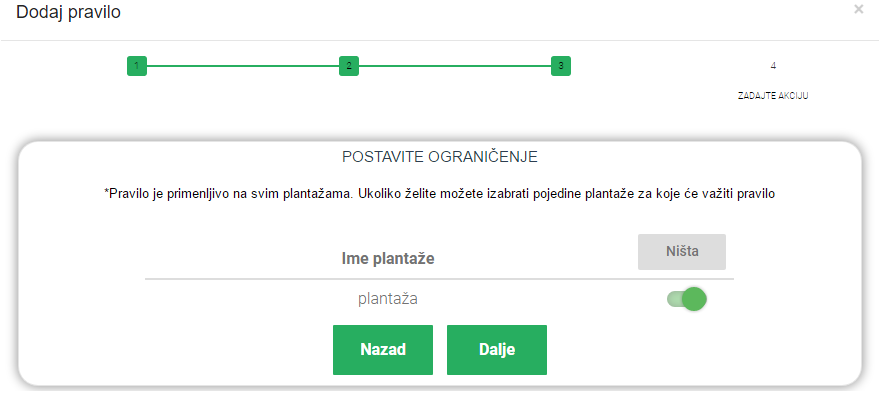 Dodaj pravilo
×
1
2
3
4
ZADAJTE AKCIJU
POSTAVITE OGRANIČENJE
*Pravilo je primenljivo na svim plantažama. Ukoliko želite možete izabrati pojedine plantaže za koje će važiti pravilo
Ime plantaže
Ništa
plantaža
Nazad
Dalje